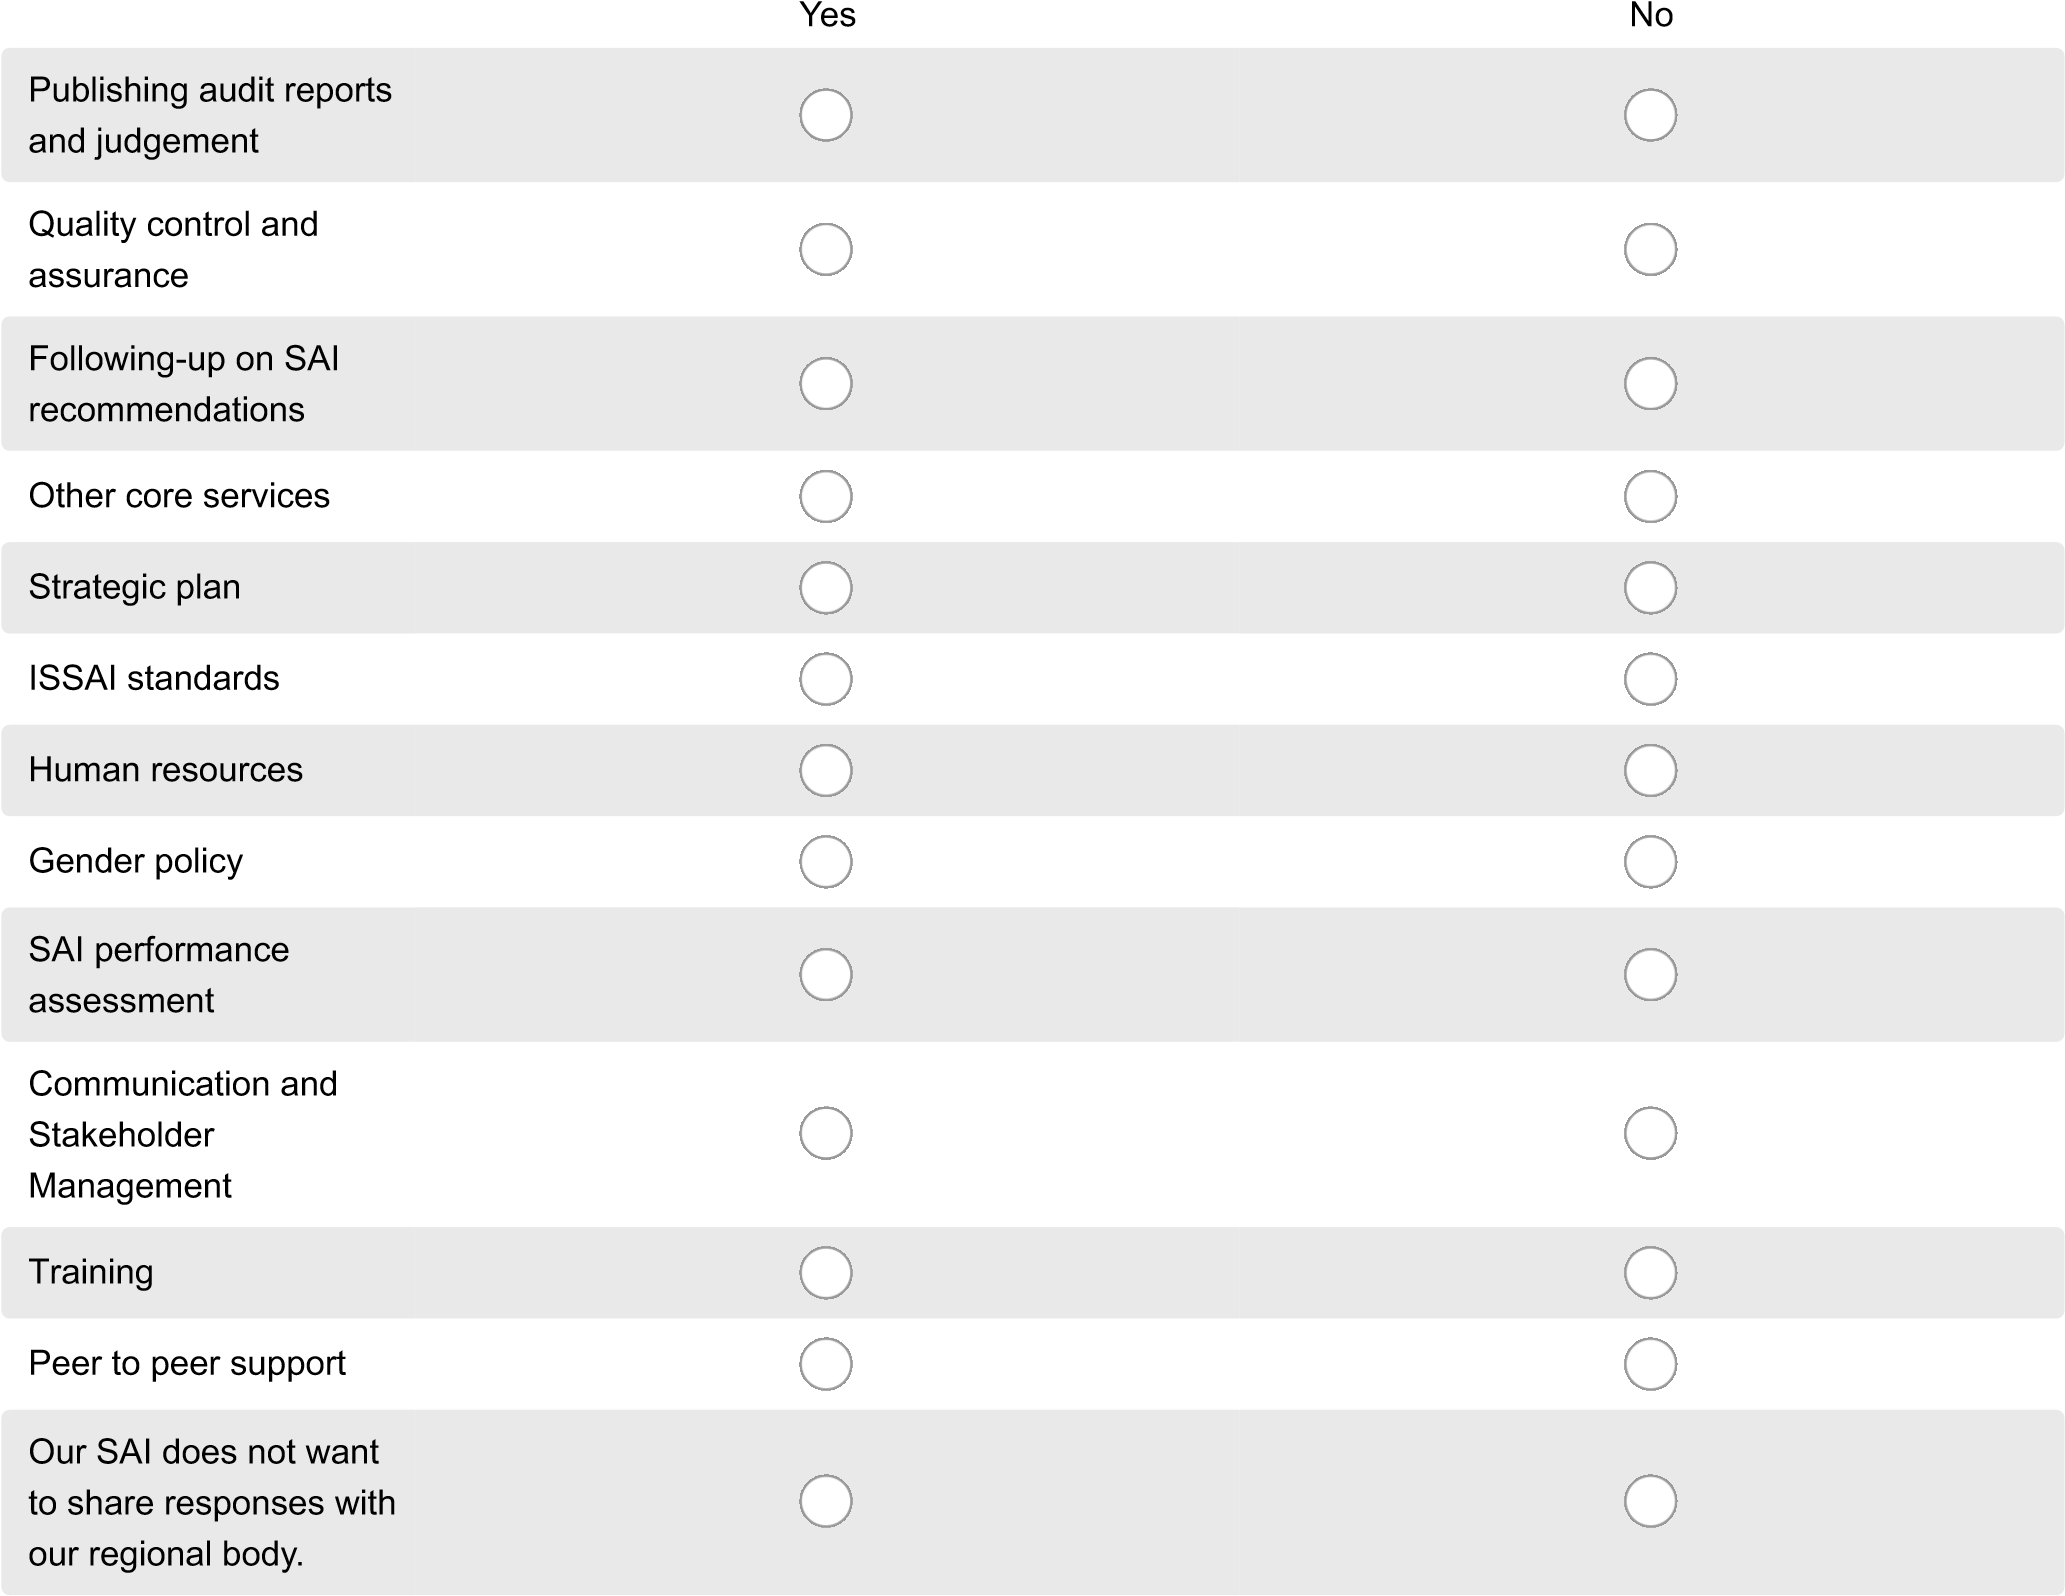 Yes No
Publishing audit reports
and judgement
Quality control and
assurance
Following-up on SAI
recommendations
Other core services
Strategic plan
ISSAI standards
Human resources
Gender policy
SAI performance
assessment
Communication and
Stakeholder
Management
Training
Peer to peer support
Our SAI does not want
to share responses with
our regional body.